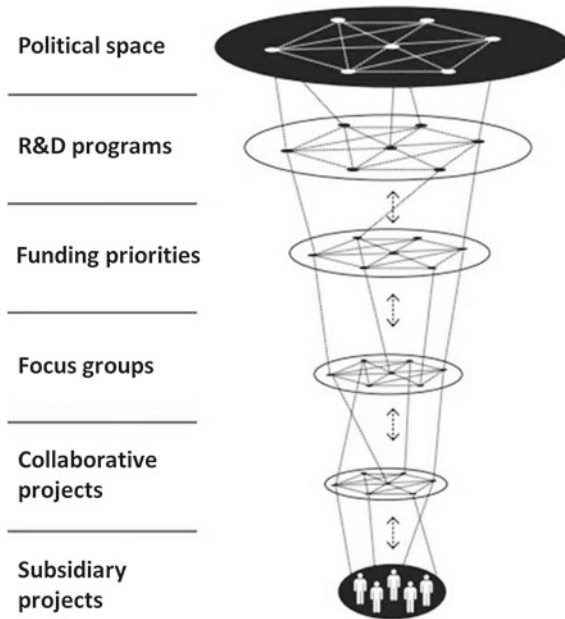 Political space
R&D programs
Funding priorities
Focus groups
Collaborative
projects
Subsidiary
projects